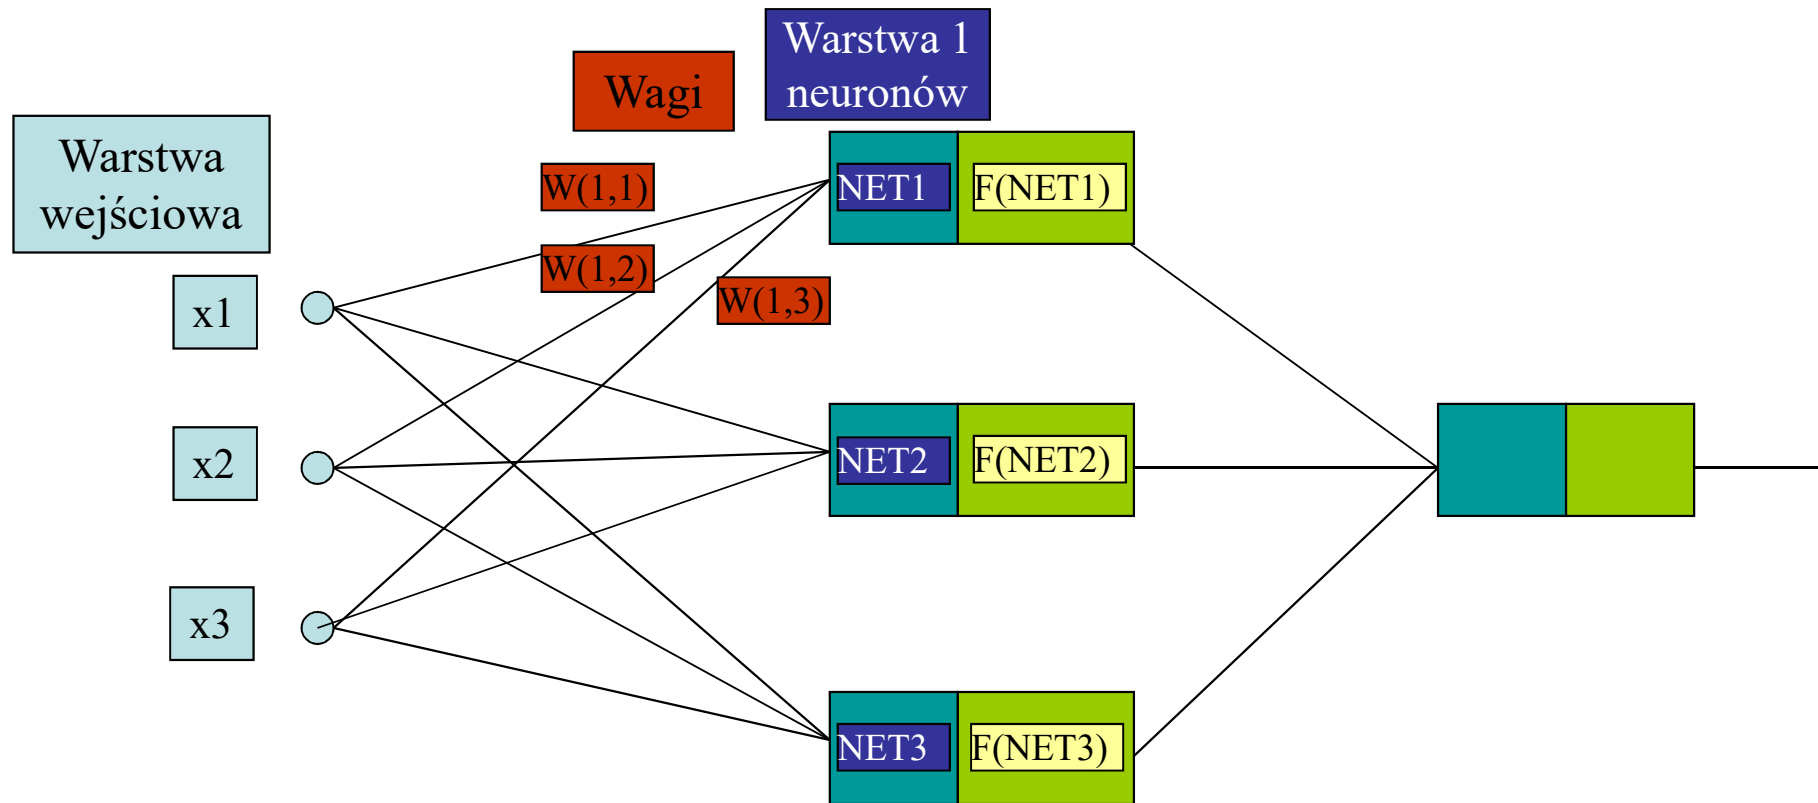 Warstwa 1
neuronów
Wagi
Warstwa
wejściowa
W(1,1)
NET1
F(NET1)
W(1,2)
W(1,3)
x1
x2
NET2
F(NET2)
x3
NET3
F(NET3)